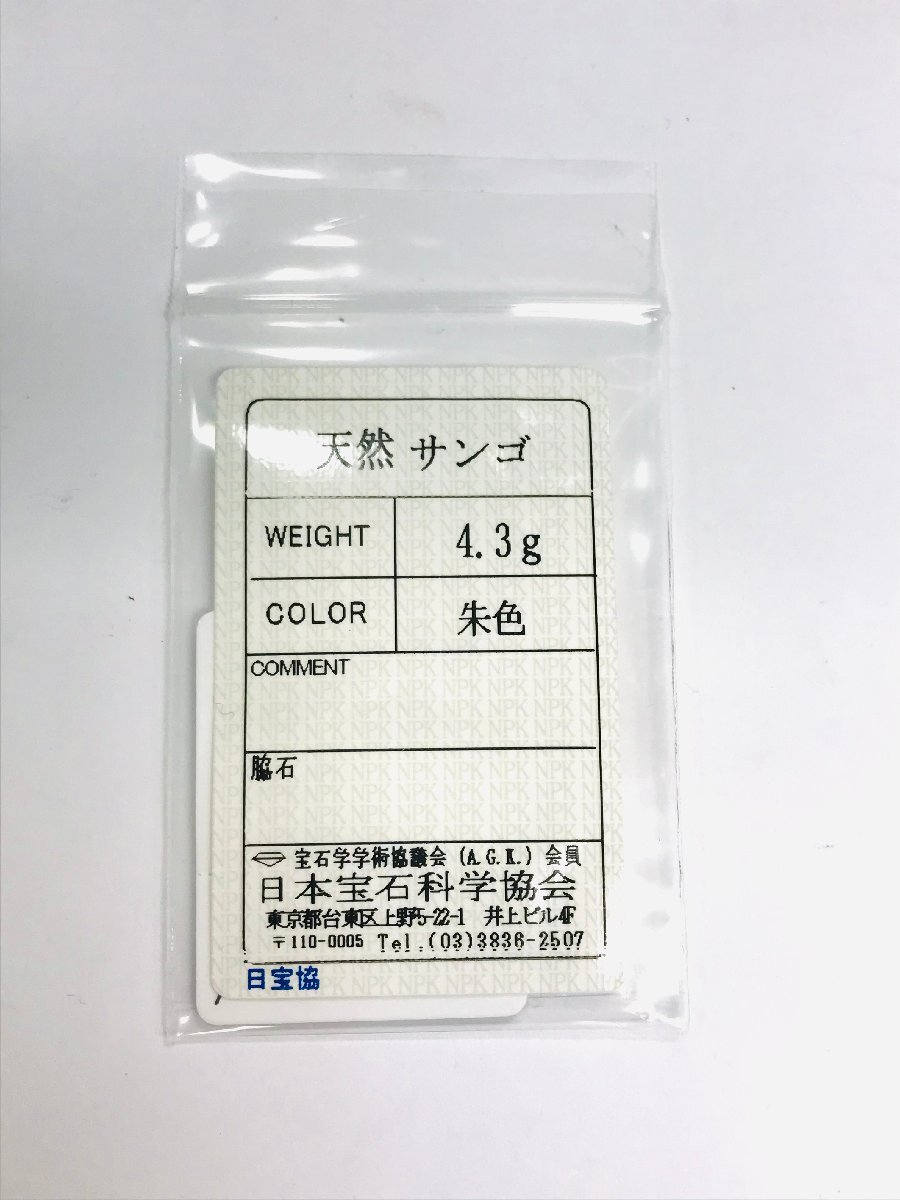 天然 サンゴ
WEIGHT 4.3g
COLOR 朱色
COMMENT
脇石
宝石学学術協議会 (A.G.K.) 会員
日本宝石科学協会
東京都台東区上野5-22-1 井上ビル4F
〒110-0005 Tel.(03)3836-2507
日宝協